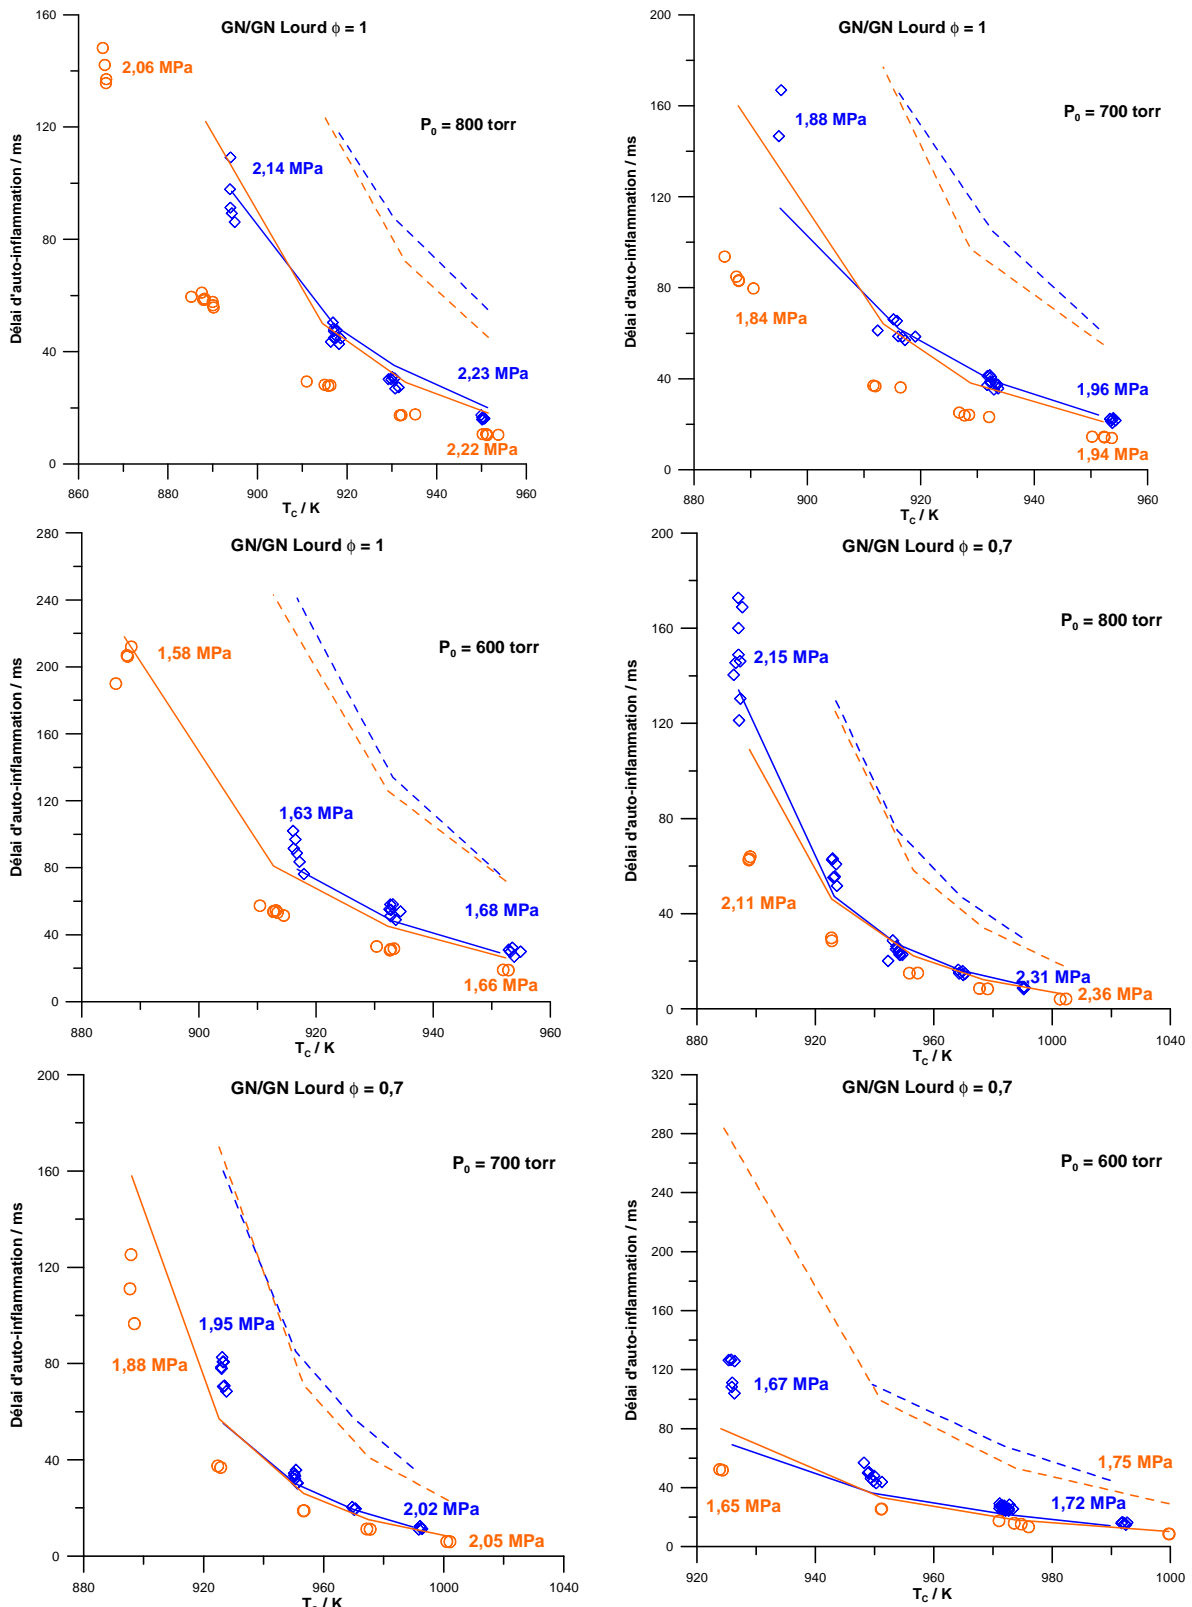 GN/GN Lourd ϕ = 1
P0 = 800 torr
2,06 MPa
2,14 MPa
2,23 MPa
2,22 MPa
Délai d'auto-inflammation / ms
160
120
80
40
0
860 880 900 920 940 960
TC / K
GN/GN Lourd ϕ = 1
P0 = 700 torr
1,88 MPa
1,84 MPa
1,96 MPa
1,94 MPa
Délai d'auto-inflammation / ms
200
160
120
80
40
0
880 900 920 940 960
TC / K
GN/GN Lourd ϕ = 1
P0 = 600 torr
1,58 MPa
1,63 MPa
1,68 MPa
1,66 MPa
Délai d'auto-inflammation / ms
280
240
200
160
120
80
40
0
880 900 920 940 960
TC / K
GN/GN Lourd ϕ = 0,7
P0 = 800 torr
2,15 MPa
2,11 MPa
2,31 MPa
2,36 MPa
Délai d'auto-inflammation / ms
200
160
120
80
40
0
880 920 960 1000 1040
TC / K
GN/GN Lourd ϕ = 0,7
P0 = 700 torr
1,95 MPa
1,88 MPa
2,02 MPa
2,05 MPa
Délai d'auto-inflammation / ms
200
160
120
80
40
0
880 920 960 1000 1040
TC / K
GN/GN Lourd ϕ = 0,7
P0 = 600 torr
1,67 MPa
1,75 MPa
1,65 MPa
1,72 MPa
Délai d'auto-inflammation / ms
320
280
240
200
160
120
80
40
0
920 940 960 980 1000
TC / K